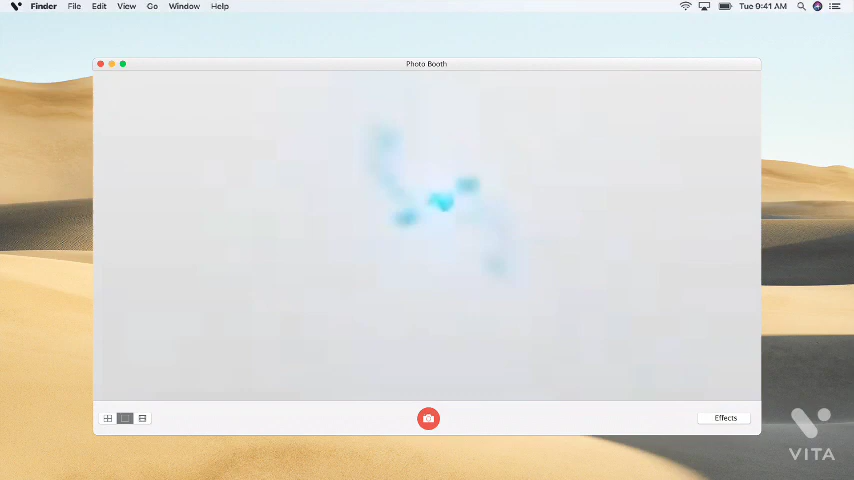 Finder File Edit View Go Window Help Tue 9:41 AM
Photo Booth
Effects
VITA